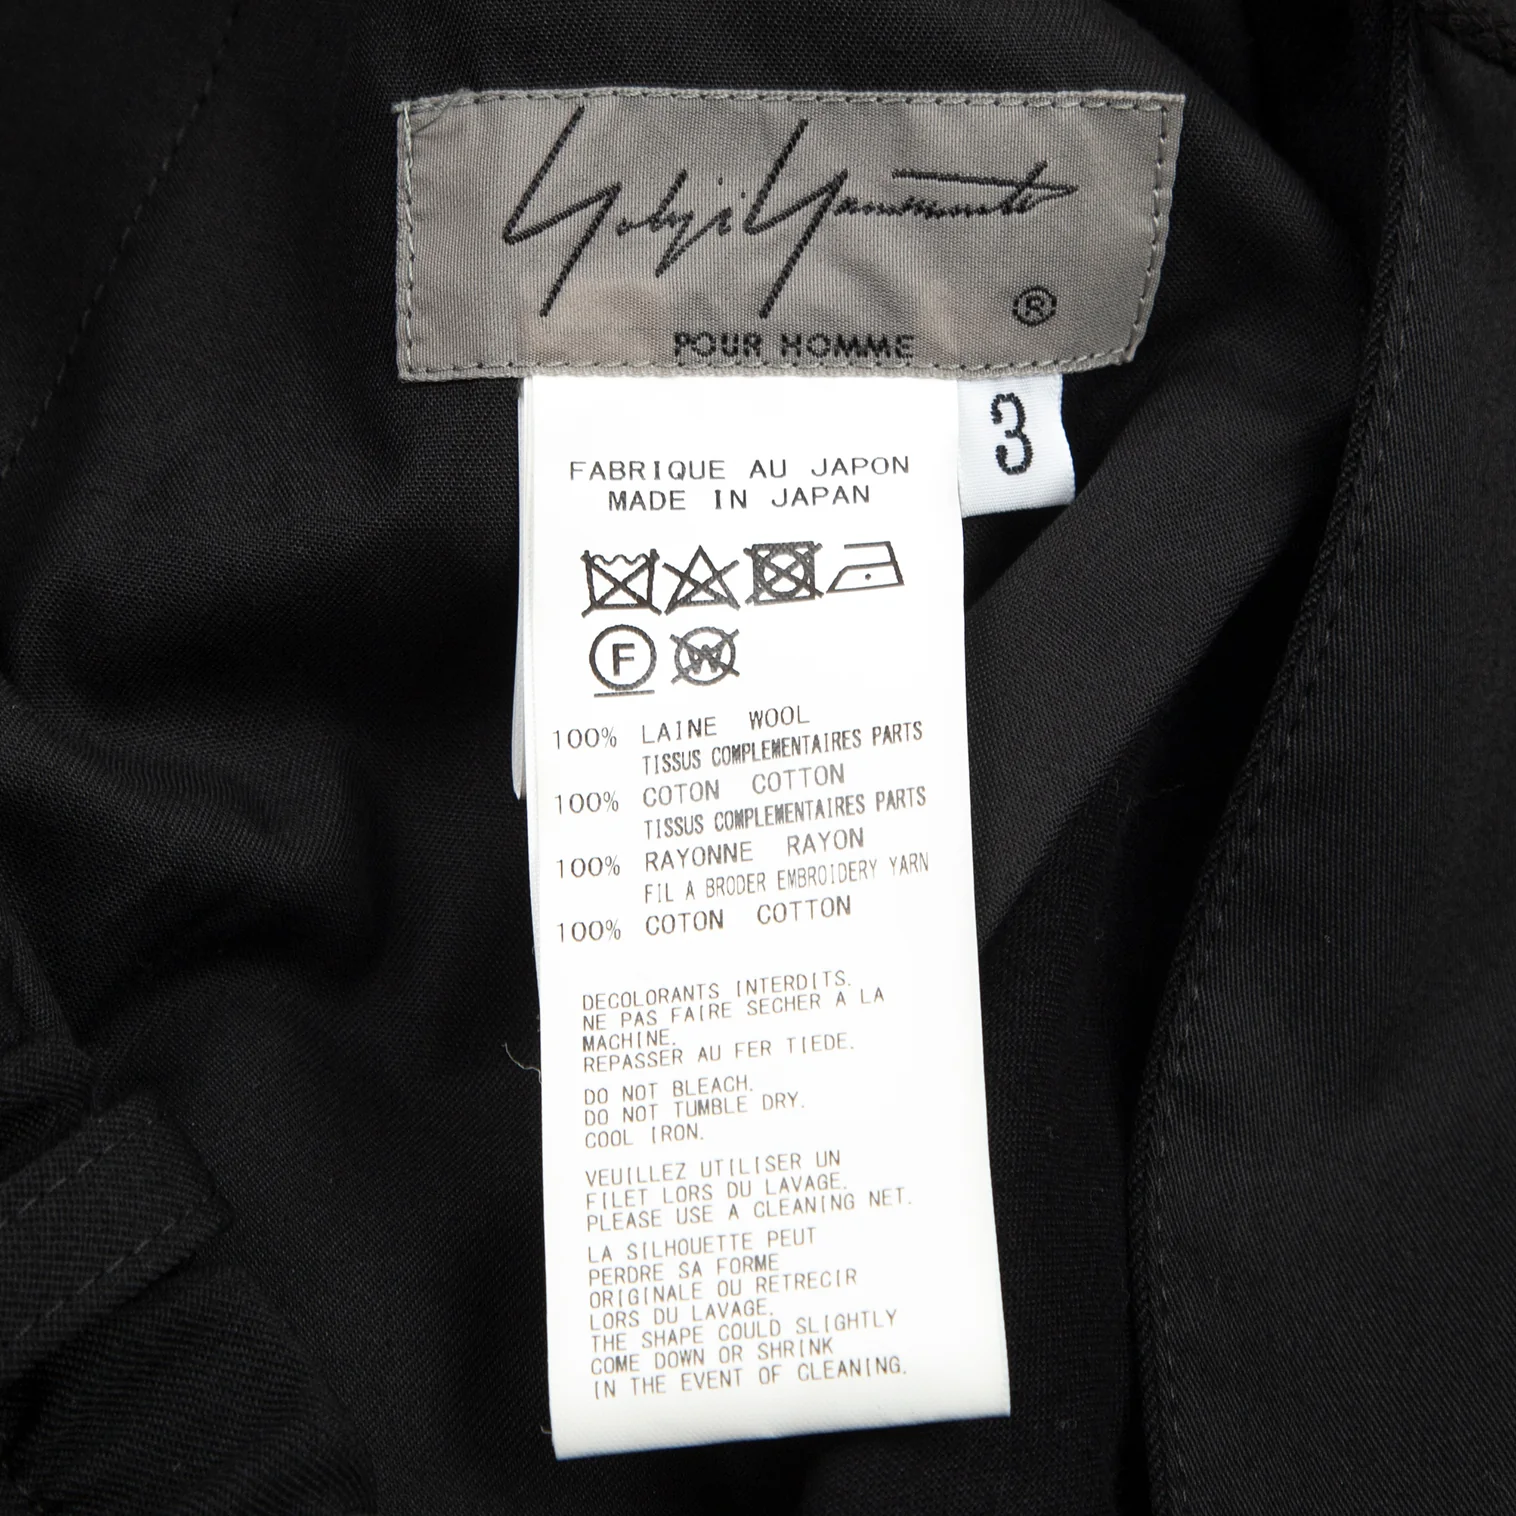 Yohji Yamamoto
®
POUR HOMME
3
FABRIQUE AU JAPON
MADE IN JAPAN
F
W
100% LAINE WOOL
TISSUS COMPLEMENTAIRES PARTS
100% COTON COTTON
TISSUS COMPLEMENTAIRES PARTS
100% RAYONNE RAYON
FIL A BRODER EMBROIDERY YARN
100% COTON COTTON
DECOLORANTS INTERDITS.
NE PAS FAIRE SECHER A LA
MACHINE.
REPASSER AU FER TIEDE.
DO NOT BLEACH.
DO NOT TUMBLE DRY.
COOL IRON.
VEUILLEZ UTILISER UN
FILET LORS DU LAVAGE.
PLEASE USE A CLEANING NET.
LA SILHOUETTE PEUT
PERDRE SA FORME
ORIGINALE OU RETRECIR
LORS DU LAVAGE.
THE SHAPE COULD SLIGHTLY
COME DOWN OR SHRINK
IN THE EVENT OF CLEANING.